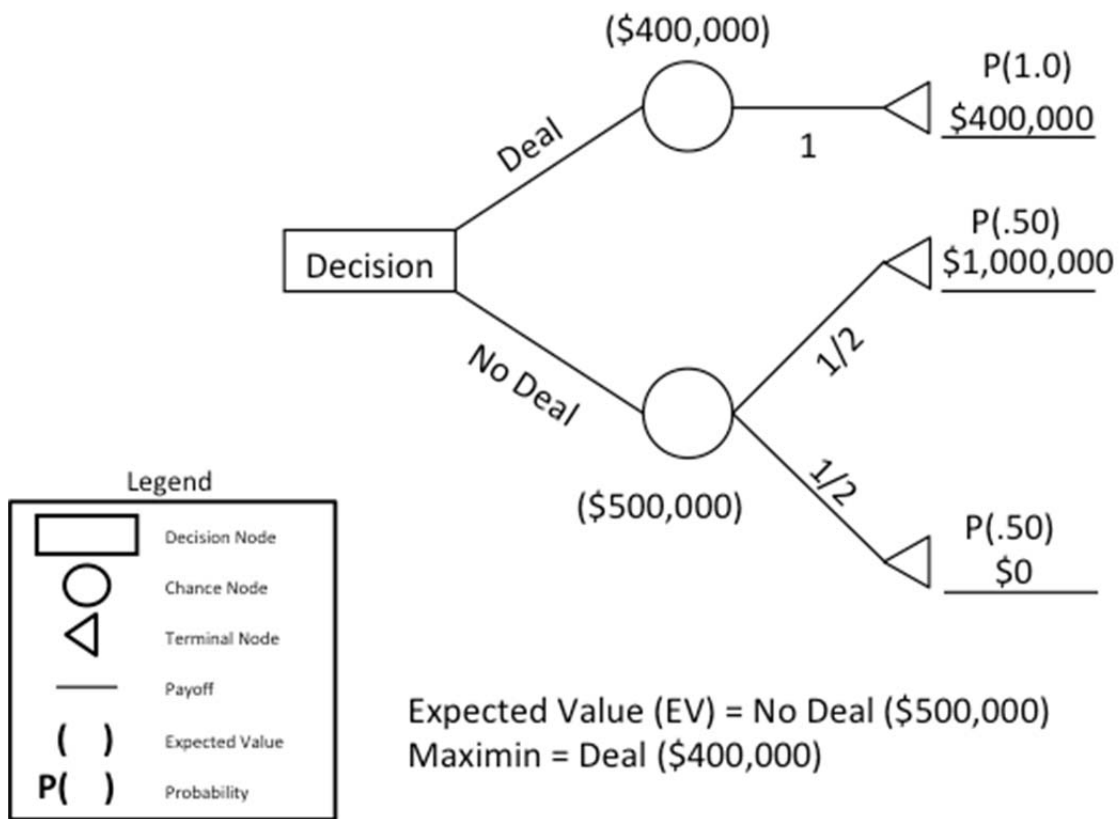 ($400,000)
P(1.0)
$400,000
Deal
1
P(.50)
$1,000,000
Decision
1/2
No Deal
1/2
($500,000)
P(.50)
$0
Legend
Decision Node
Chance Node
Terminal Node
Payoff
( ) Expected Value
P( ) Probability
Expected Value (EV) = No Deal ($500,000)
Maximin = Deal ($400,000)